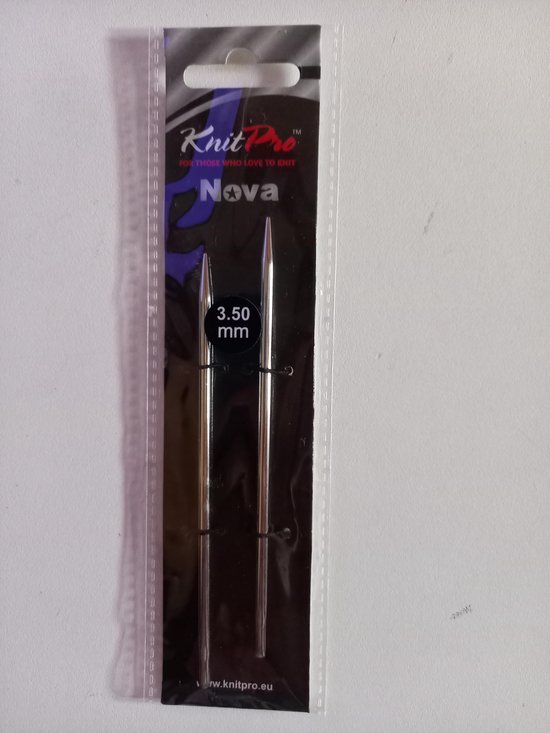 KnitPro™
FOR THOSE WHO LOVE TO KNIT
Nova
3.50
mm
www.knitpro.eu